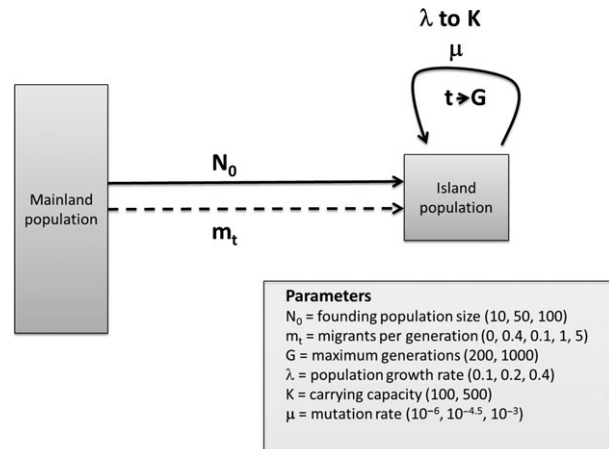 λ to K
μ
t→G
N₀
Mainland
population
Island
population
mₜ
Parameters
N₀ = founding population size (10, 50, 100)
mₜ = migrants per generation (0, 0.4, 0.1, 1, 5)
G = maximum generations (200, 1000)
λ = population growth rate (0.1, 0.2, 0.4)
K = carrying capacity (100, 500)
μ = mutation rate (10⁻⁶, 10⁻⁴·⁵, 10⁻³)